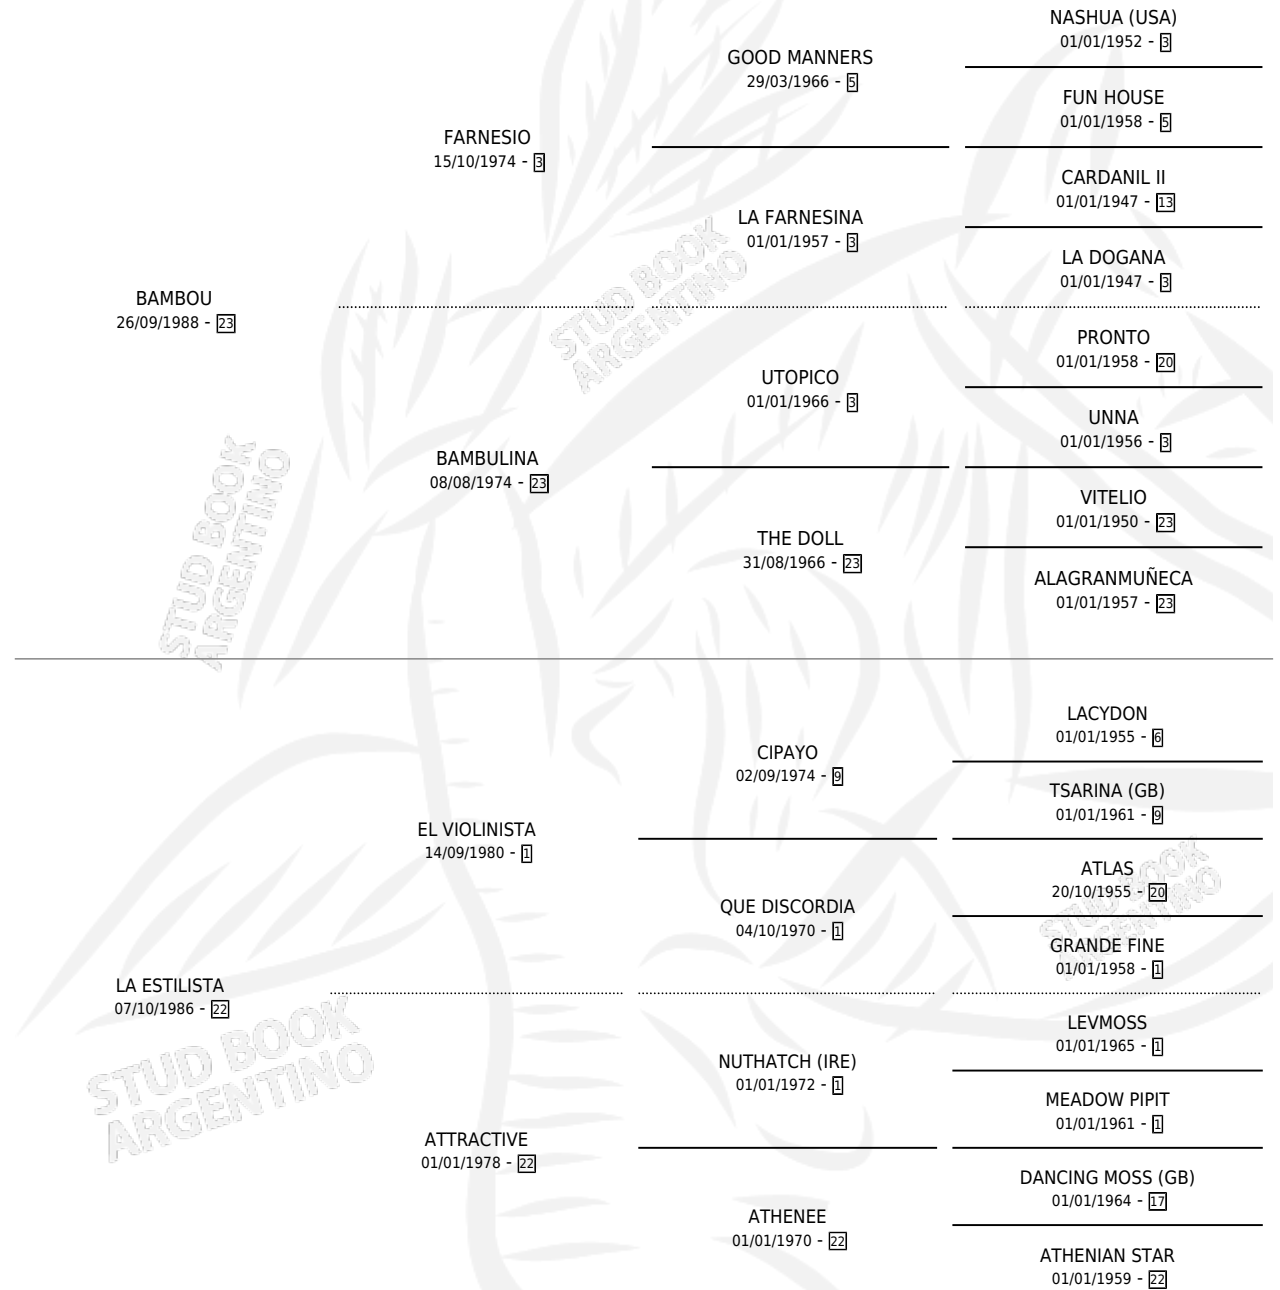 NASHUA (USA)
01/01/1952 - 3
GOOD MANNERS
29/03/1966 - 5
FUN HOUSE
01/01/1958 - 5
FARNESIO
15/10/1974 - 3
CARDANIL II
01/01/1947 - 13
LA FARNESINA
01/01/1957 - 3
LA DOGANA
01/01/1947 - 3
BAMBOU
26/09/1988 - 23
STUD BOOK
ARGENTINO
PRONTO
01/01/1958 - 20
UTOPICO
01/01/1966 - 3
UNNA
01/01/1956 - 3
BAMBULINA
08/08/1974 - 23
VITELIO
01/01/1950 - 23
THE DOLL
31/08/1966 - 23
ALAGRANMUÑECA
01/01/1957 - 23
STUD BOOK
ARGENTINO
LACYDON
01/01/1955 - 6
CIPAYO
02/09/1974 - 9
TSARINA (GB)
01/01/1961 - 9
EL VIOLINISTA
14/09/1980 - 1
ATLAS
20/10/1955 - 20
QUE DISCORDIA
04/10/1970 - 1
STUD BOOK
ARGENTINO
GRANDE FINE
01/01/1958 - 1
LA ESTILISTA
07/10/1986 - 22
LEVMOSS
01/01/1965 - 1
NUTHATCH (IRE)
01/01/1972 - 1
MEADOW PIPIT
01/01/1961 - 1
STUD BOOK
ARGENTINO
ATTRACTIVE
01/01/1978 - 22
DANCING MOSS (GB)
01/01/1964 - 17
ATHENEE
01/01/1970 - 22
ATHENIAN STAR
01/01/1959 - 22